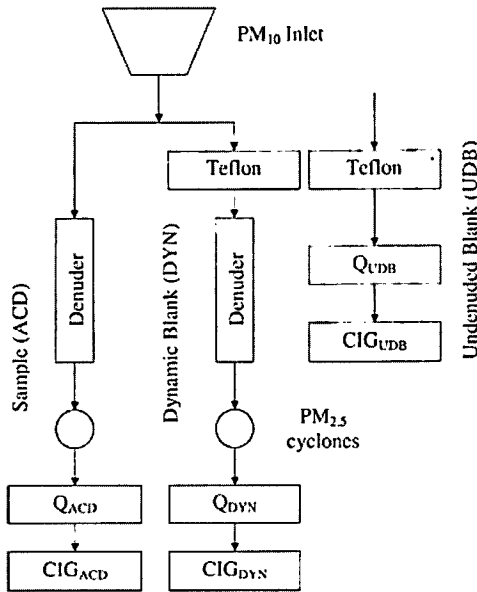 PM10 Inlet
Teflon
Teflon
Sample (ACD)
Denuder
Dynamic Blank (DYN)
Denuder
Undenuded Blank (UDB)
QUDB
CIGUDB
PM2.5
cyclones
QACD
QDYN
CIGACD
CIGDYN